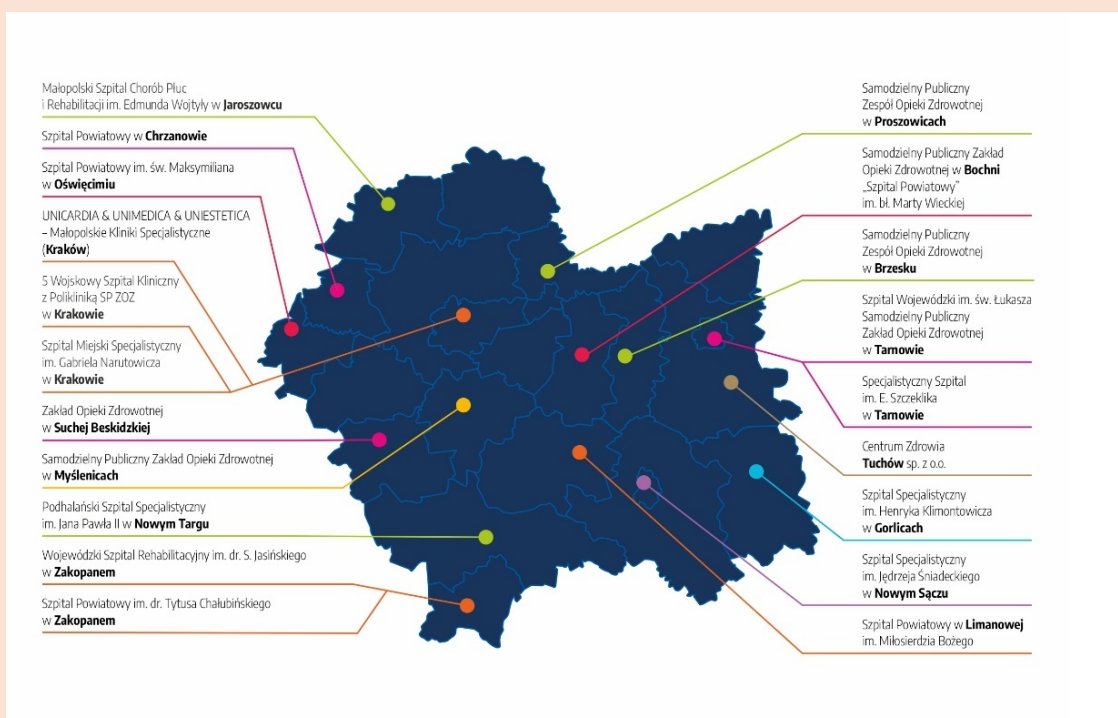 Małopolski Szpital Chorób Płuc
i Rehabilitacji im. Edmunda Wojtyły w Jaroszowcu
Szpital Powiatowy w Chrzanowie
Szpital Powiatowy im. św. Maksymiliana
w Oświęcimiu
UNICARDIA & UNIMEDICA & UNIESTETICA
– Małopolskie Kliniki Specjalistyczne
(Kraków)
5 Wojskowy Szpital Kliniczny
z Polikliniką SP ZOZ
w Krakowie
Szpital Miejski Specjalistyczny
im. Gabriela Narutowicza
w Krakowie
Zakład Opieki Zdrowotnej
w Suchej Beskidzkiej
Samodzielny Publiczny Zakład Opieki Zdrowotnej
w Myślenicach
Podhalański Szpital Specjalistyczny
im. Jana Pawła II w Nowym Targu
Wojewódzki Szpital Rehabilitacyjny im. dr. S. Jasińskiego
w Zakopanem
Szpital Powiatowy im. dr. Tytusa Chałubińskiego
w Zakopanem
Samodzielny Publiczny
Zespół Opieki Zdrowotnej
w Proszowicach
Samodzielny Publiczny Zakład
Opieki Zdrowotnej w Bochni
„Szpital Powiatowy”
im. bł. Marty Wieckiej
Samodzielny Publiczny
Zespół Opieki Zdrowotnej
w Brzesku
Szpital Wojewódzki im. św. Łukasza
Samodzielny Publiczny
Zakład Opieki Zdrowotnej
w Tarnowie
Specjalistyczny Szpital
im. E. Szczeklika
w Tarnowie
Centrum Zdrowia
Tuchów sp. z o.o.
Szpital Specjalistyczny
im. Henryka Klimontowicza
w Gorlicach
Szpital Specjalistyczny
im. Jędrzeja Śniadeckiego
w Nowym Sączu
Szpital Powiatowy w Limanowej
im. Miłosierdzia Bożego